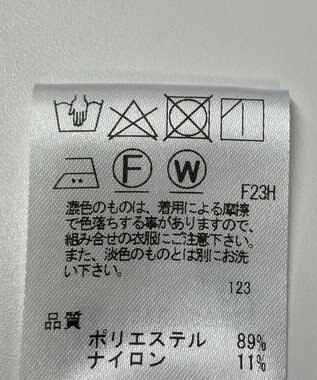 F
W
F23H
濃色のものは、着用による摩擦
で色落ちする事がありますので、
組み合せの衣服にご注意下さい。
また、淡色のものとは別にお洗
い下さい。
123
品質
ポリエステル 89%
ナイロン 11%